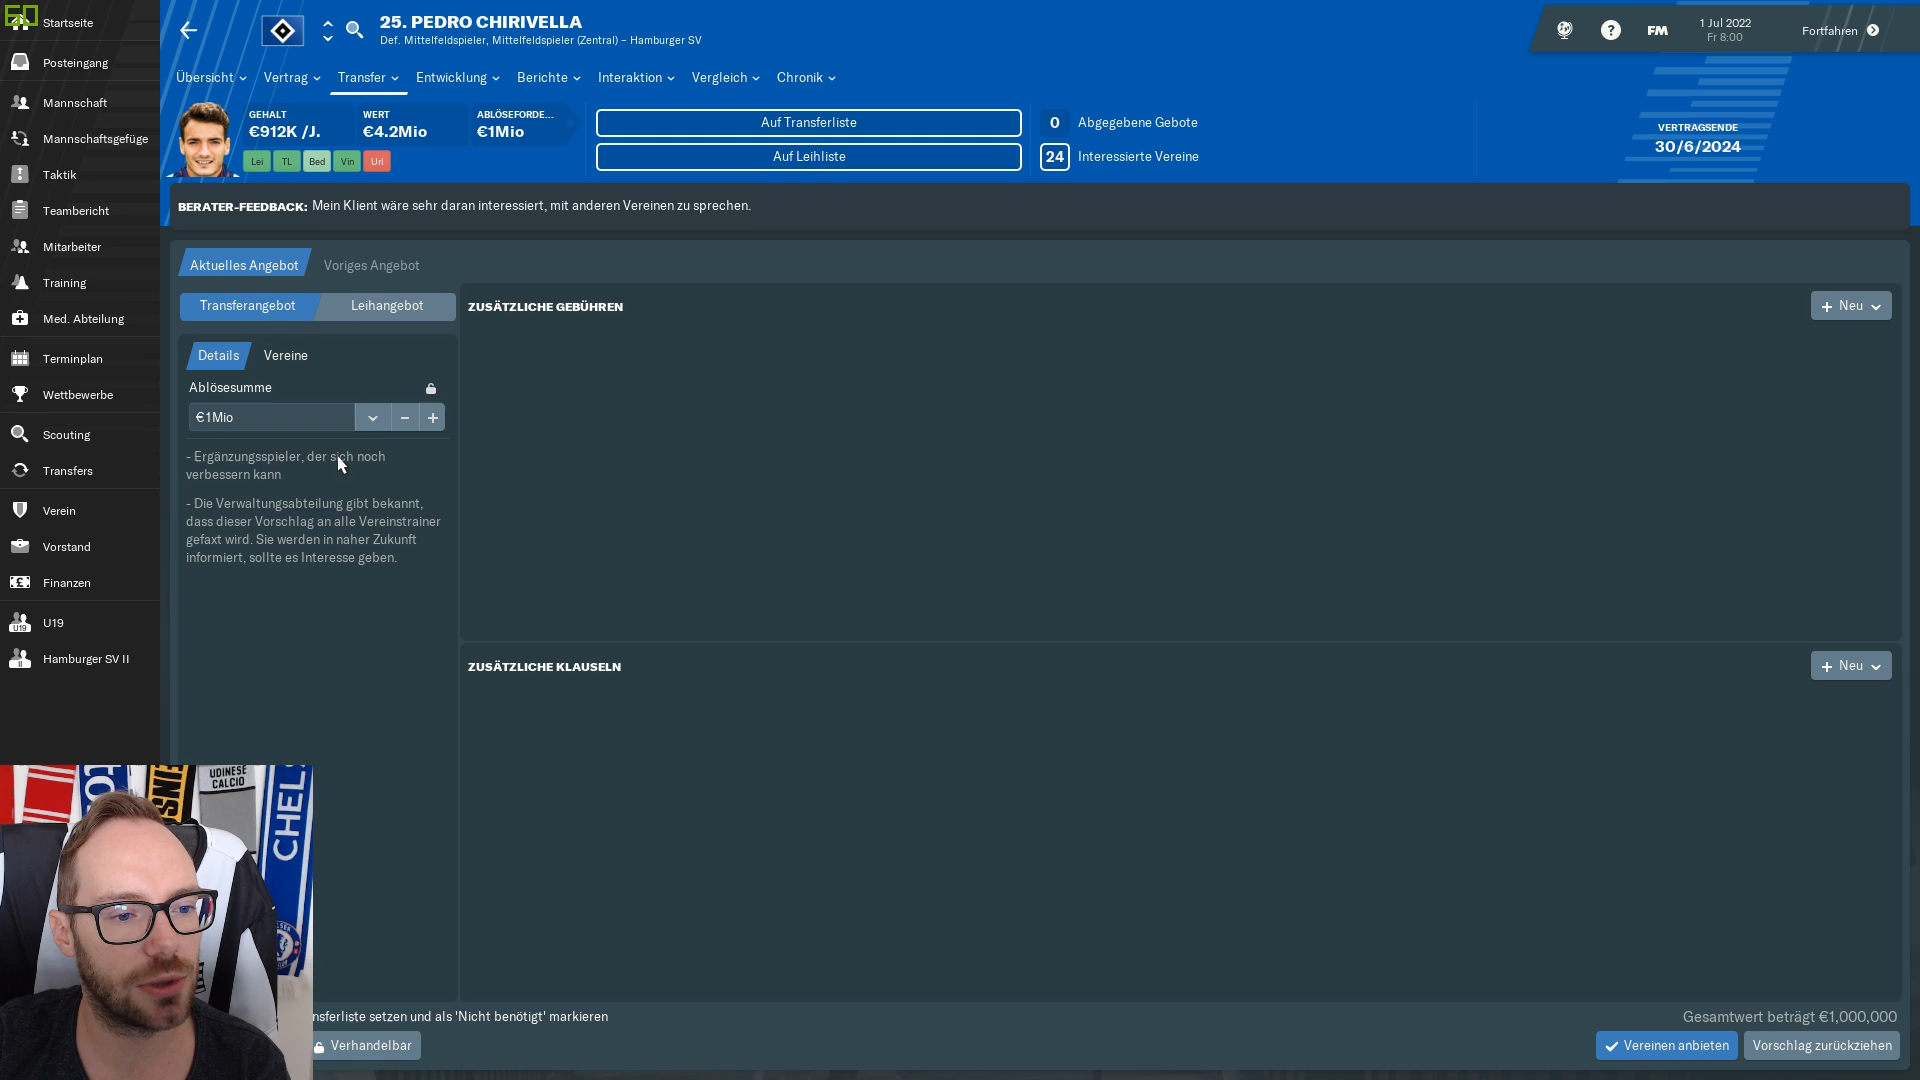 60
Startseite
Posteingang
Mannschaft
Mannschaftsgefüge
Taktik
Teambericht
Mitarbeiter
Training
Med. Abteilung
Terminplan
Wettbewerbe
Scouting
Transfers
Verein
Vorstand
Finanzen
U19
U19
Hamburger SV II
25. PEDRO CHIRIVELLA
Def. Mittelfeldspieler, Mittelfeldspieler (Zentral) – Hamburger SV
FM
1 Jul 2022
Fr 8:00
Fortfahren
Übersicht Vertrag Transfer Entwicklung Berichte Interaktion Vergleich Chronik
GEHALT
€912K /J.
WERT
€4.2Mio
ABLÖSEFORDE...
€1Mio
Lei TL Bed Vin Url
Auf Transferliste
Auf Leihliste
0 Abgegebene Gebote
24 Interessierte Vereine
VERTRAGSENDE
30/6/2024
BERATER-FEEDBACK: Mein Klient wäre sehr daran interessiert, mit anderen Vereinen zu sprechen.
Aktuelles Angebot Voriges Angebot
Transferangebot Leihangebot
Details Vereine
Ablösesumme
€1Mio
- Ergänzungsspieler, der sich noch
verbessern kann
- Die Verwaltungsabteilung gibt bekannt,
dass dieser Vorschlag an alle Vereinstrainer
gefaxt wird. Sie werden in naher Zukunft
informiert, sollte es Interesse geben.
ZUSÄTZLICHE GEBÜHREN
Neu
ZUSÄTZLICHE KLAUSELN
Neu
UDINESE
CALCIO
CHELS
nsferliste setzen und als 'Nicht benötigt' markieren
Verhandelbar
Gesamtwert beträgt €1,000,000
Vereinen anbieten
Vorschlag zurückziehen